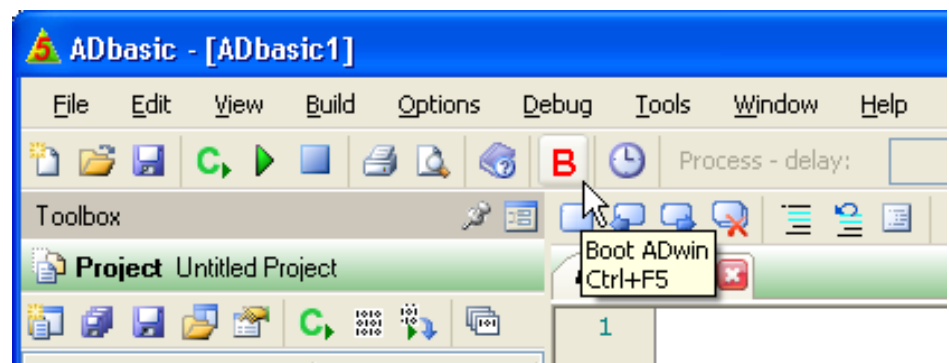 5 ADbasic - [ADbasic1]
File Edit View Build Options Debug Tools Window Help
C B Process - delay:
Toolbox
Boot ADwin
Ctrl+F5
Project Untitled Project
C
1